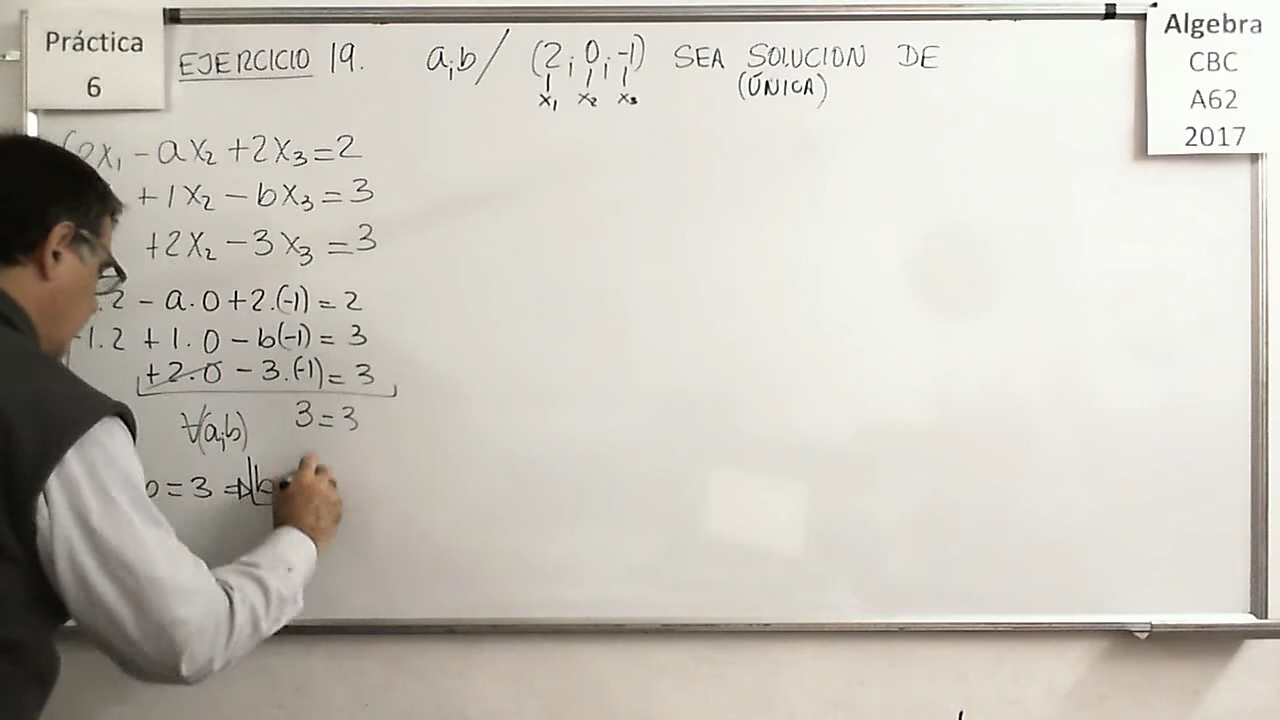 Práctica
6
EJERCICIO 19. a;b/ (2;0;-1) SEA SOLUCION DE
(ÚNICA)
x₁ x₂ x₃
Algebra
CBC
A62
2017
2x₁ - ax₂ + 2x₃ = 2
+1x₂ - bx₃ = 3
+2x₂ - 3x₃ = 3
.2 - a.0 + 2.(-1) = 2
-1.2 + 1.0 - b(-1) = 3
+2.0 - 3.(-1) = 3
∀(a;b) 3 = 3
= 3 ⇒ b